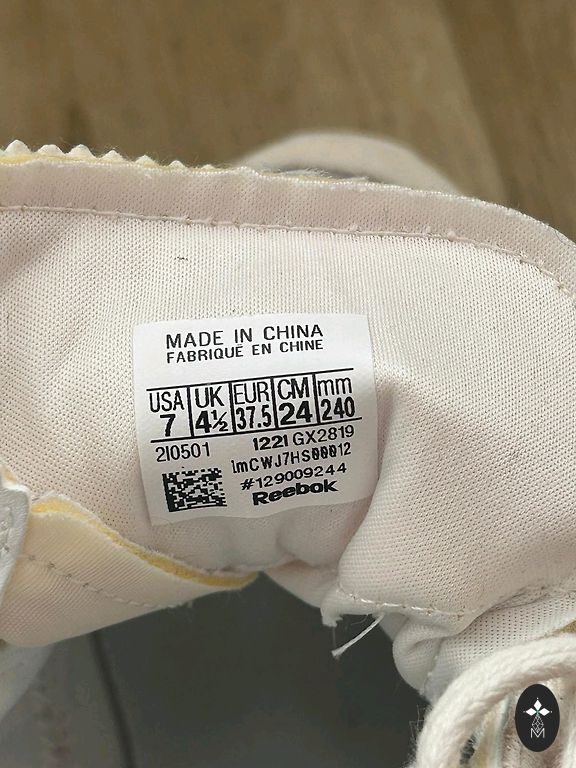 MADE IN CHINA
FABRIQUÉ EN CHINE
USA UK EUR CM mm
7 4½ 37.5 24 240
210501 1221 GX2819
1mCWJ7HS00012
#129009244
Reebok
M